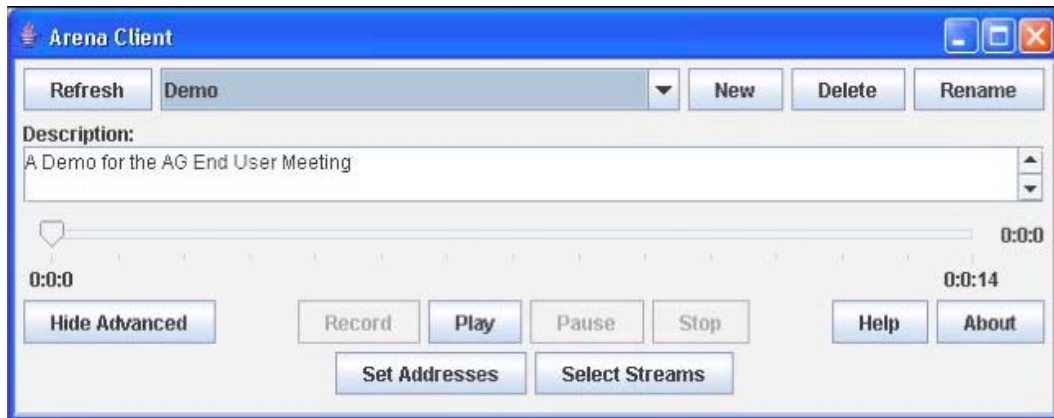 Arena Client
Refresh Demo New Delete Rename
Description:
A Demo for the AG End User Meeting
0:0:0
0:0:0 0:0:14
Hide Advanced Record Play Pause Stop Help About
Set Addresses Select Streams